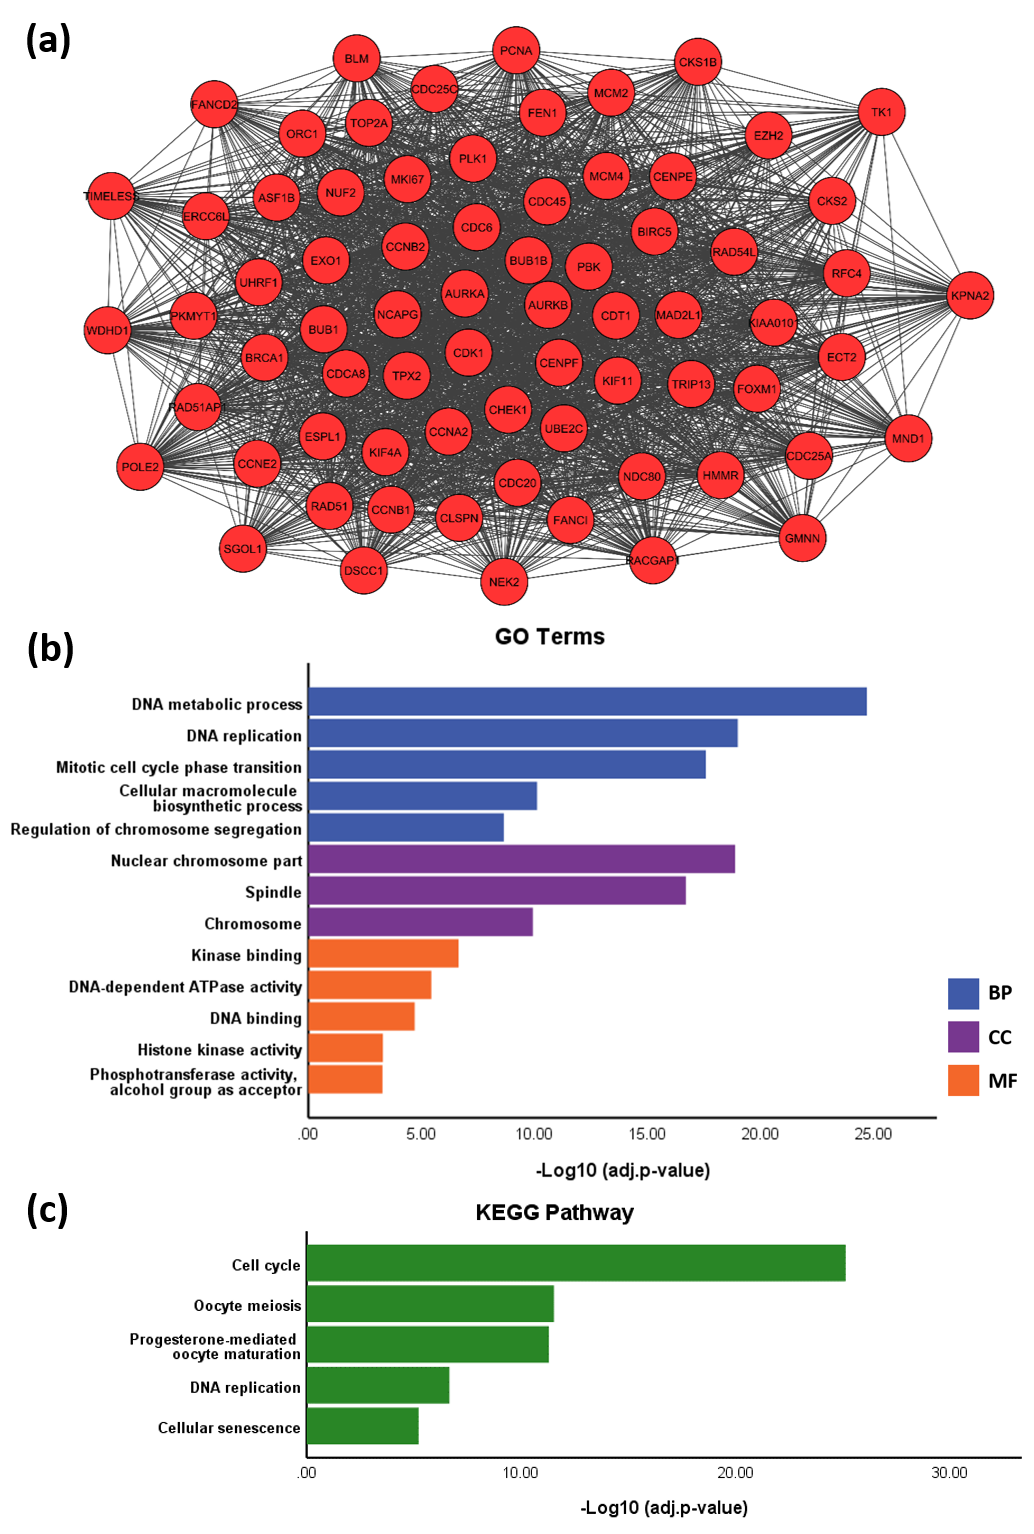 (a)
BLM
PCNA
CKS1B
FANCD2
CDC25C
MCM2
TK1
ORC1
TOP2A
FEN1
EZH2
TIMELESS
ASF1B
NUF2
MKI67
PLK1
MCM4
CENPE
CKS2
ERCC6L
CDC45
CDC6
BIRC5
RAD54L
UHRF1
EXO1
CCNB2
BUB1B
PBK
RFC4
KPNA2
WDHD1
PKMYT1
BUB1
NCAPG
AURKA
AURKB
CDT1
MAD2L1
KIAA0101
BRCA1
CDCA8
TPX2
CDK1
CENPF
KIF11
TRIP13
FOXM1
ECT2
RAD51AP1
ESPL1
KIF4A
CCNA2
CHEK1
UBE2C
MND1
POLE2
CCNE2
CDC20
NDC80
HMMR
CDC25A
RAD51
CCNB1
CLSPN
FANCI
SGOL1
DSCC1
NEK2
RACGAP1
GMNN
(b)
GO Terms
DNA metabolic process
DNA replication
Mitotic cell cycle phase transition
Cellular macromolecule
biosynthetic process
Regulation of chromosome segregation
Nuclear chromosome part
Spindle
Chromosome
Kinase binding
DNA-dependent ATPase activity
DNA binding
Histone kinase activity
Phosphotransferase activity,
alcohol group as acceptor
BP
CC
MF
.00 5.00 10.00 15.00 20.00 25.00
-Log10 (adj.p-value)
(c)
KEGG Pathway
Cell cycle
Oocyte meiosis
Progesterone-mediated
oocyte maturation
DNA replication
Cellular senescence
.00 10.00 20.00 30.00
-Log10 (adj.p-value)